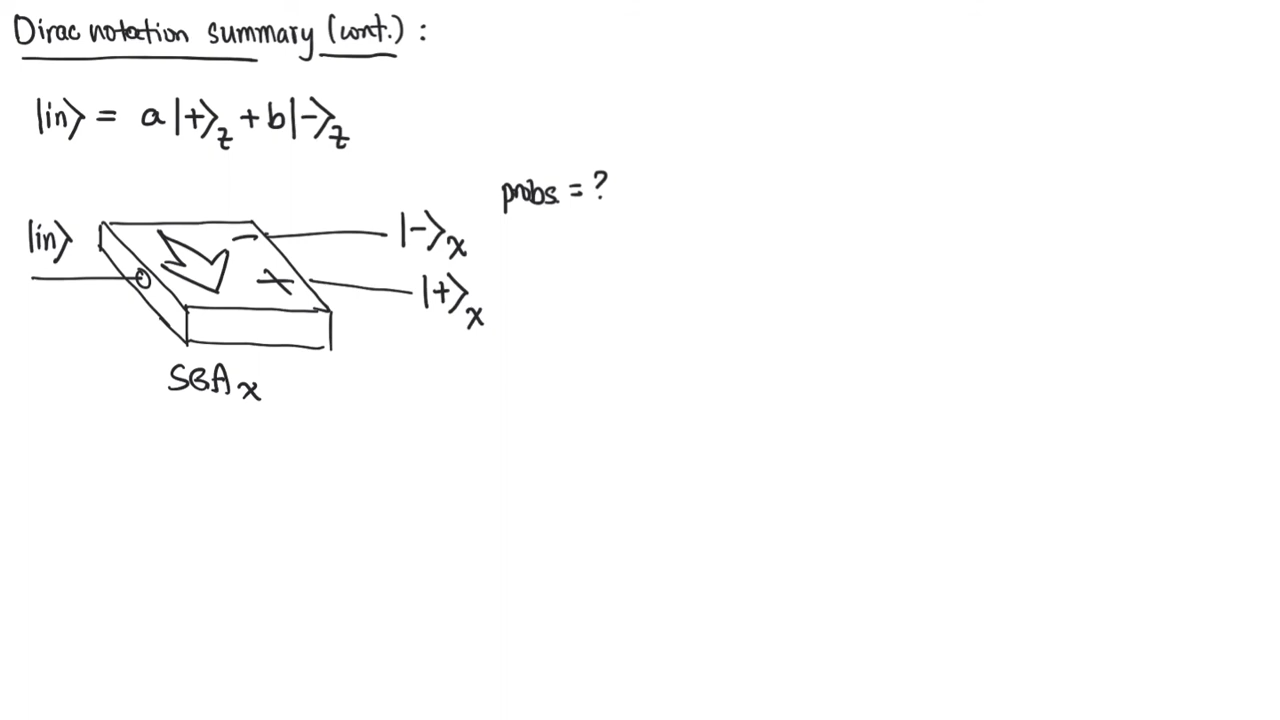 Dirac notation summary (cont.) :
|in⟩ = a|+⟩z + b|-⟩z
probs. = ?
|in⟩
|-⟩x
|+⟩x
−
+
SGAx